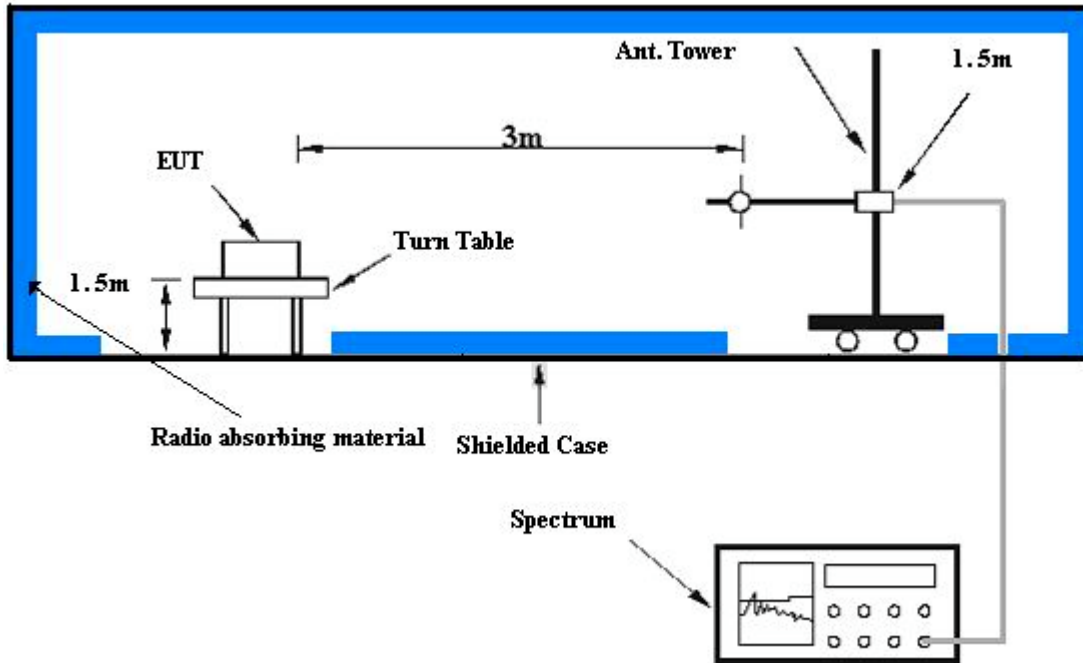 Ant. Tower
1.5m
3m
EUT
Turn Table
1.5m
Radio absorbing material
Shielded Case
Spectrum